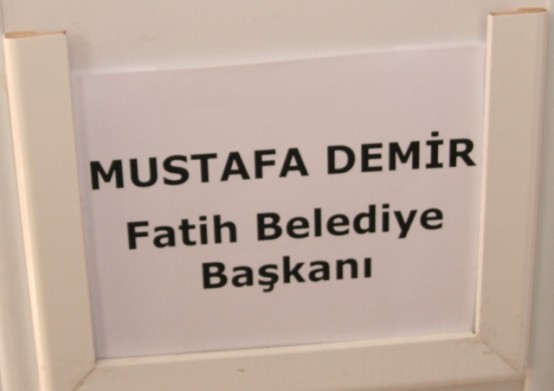 MUSTAFA DEMİR
Fatih Belediye
Başkanı